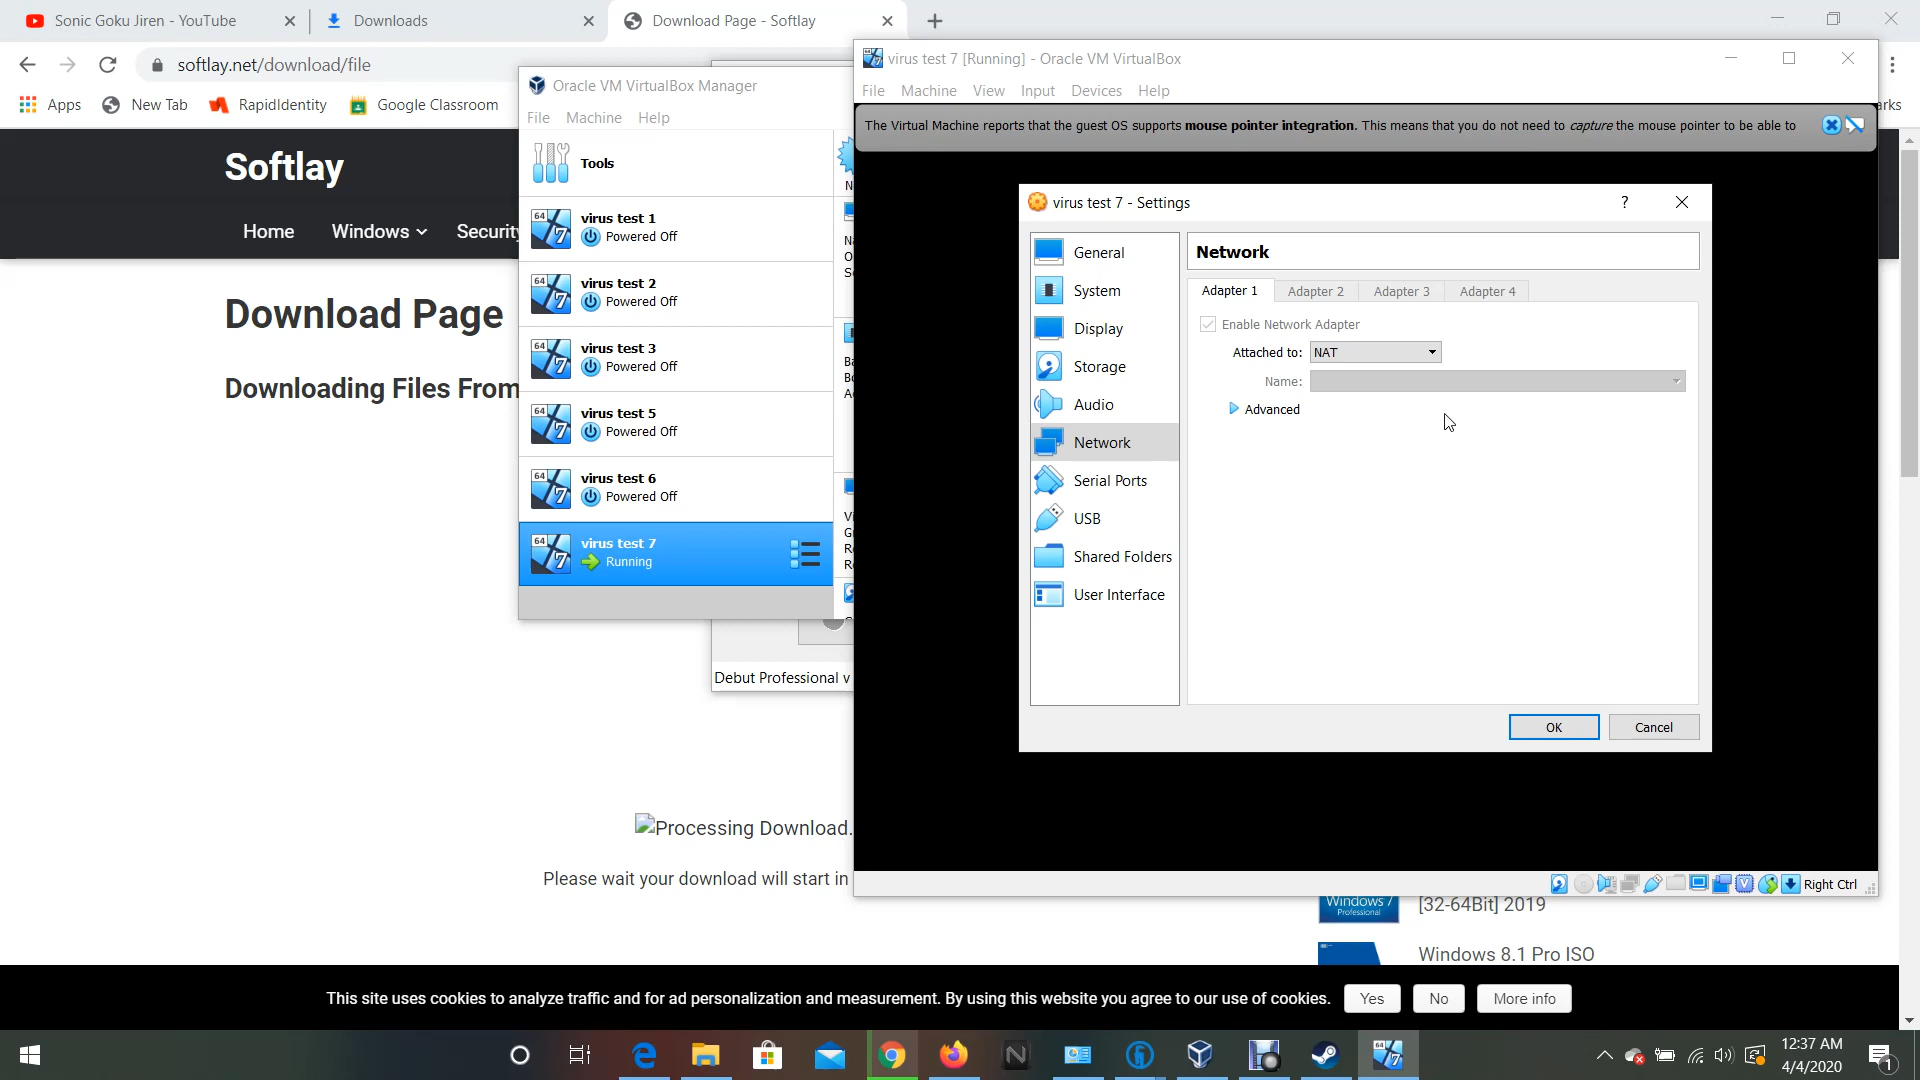 Sonic Goku Jiren - YouTube
Downloads
Download Page - Softlay
softlay.net/download/file
Apps
New Tab
RapidIdentity
Google Classroom
Softlay
Home
Windows
Security
Download Page
Downloading Files From
Processing Download.
Please wait your download will start in
Oracle VM VirtualBox Manager
File
Machine
Help
Tools
virus test 1
Powered Off
virus test 2
Powered Off
virus test 3
Powered Off
virus test 5
Powered Off
virus test 6
Powered Off
virus test 7
Running
Debut Professional v
virus test 7 [Running] - Oracle VM VirtualBox
File
Machine
View
Input
Devices
Help
The Virtual Machine reports that the guest OS supports mouse pointer integration. This means that you do not need to capture the mouse pointer to be able to
virus test 7 - Settings
General
System
Display
Storage
Audio
Network
Serial Ports
USB
Shared Folders
User Interface
Network
Adapter 1
Adapter 2
Adapter 3
Adapter 4
Enable Network Adapter
Attached to:
NAT
Name:
Advanced
OK
Cancel
Right Ctrl
Windows 7
Professional
[32-64Bit] 2019
Windows 8.1 Pro ISO
This site uses cookies to analyze traffic and for ad personalization and measurement. By using this website you agree to our use of cookies.
Yes
No
More info
12:37 AM
4/4/2020
1